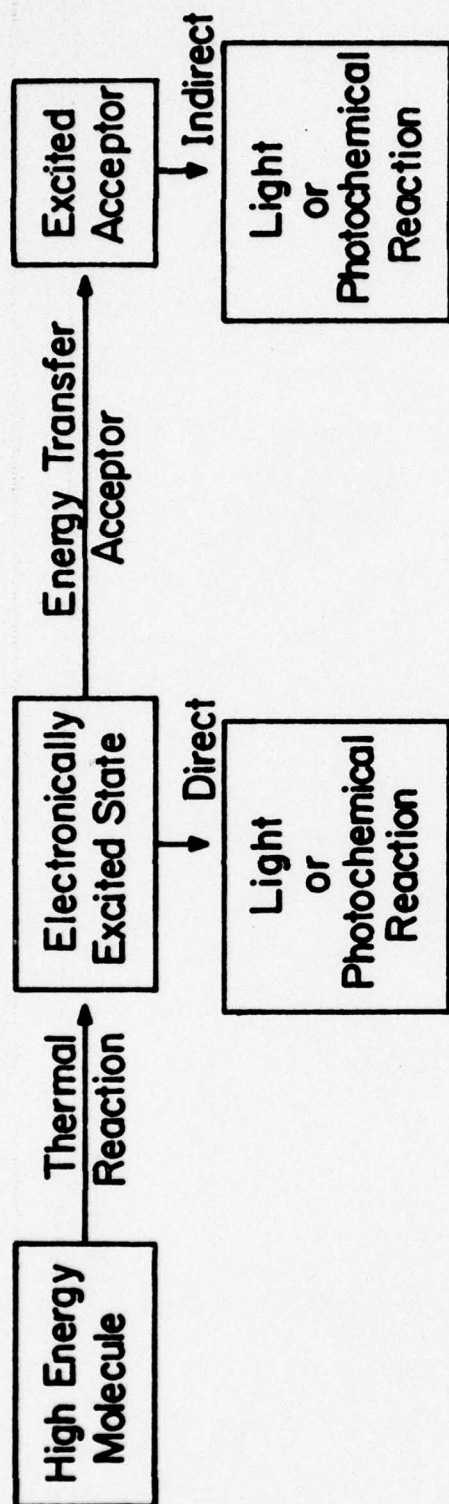 High Energy
Molecule
Thermal
Reaction
Electronically
Excited State
Direct
Light
or
Photochemical
Reaction
Energy Transfer
Acceptor
Excited
Acceptor
Indirect
Light
or
Photochemical
Reaction